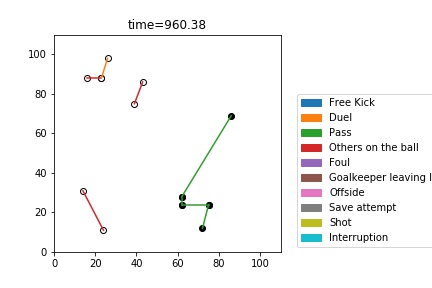 time=960.38
100
80
60
40
20
0
0 20 40 60 80 100
Free Kick
Duel
Pass
Others on the ball
Foul
Goalkeeper leaving l
Offside
Save attempt
Shot
Interruption